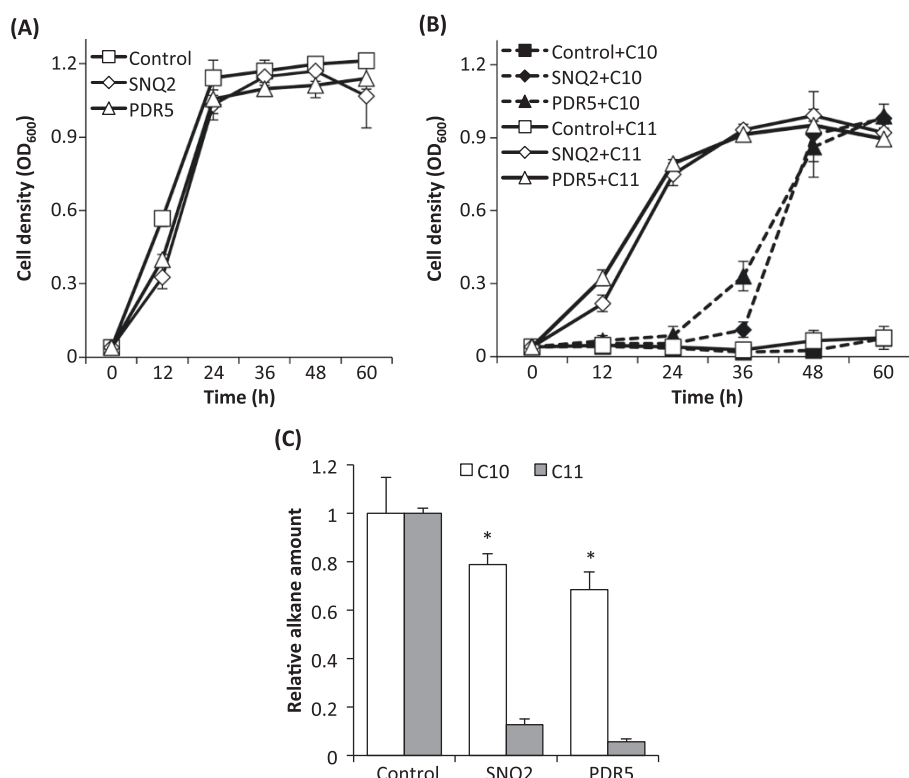 (A)
Cell density (OD600)
1.2
0.9
0.6
0.3
0
Control
SNQ2
PDR5
0 12 24 36 48 60
Time (h)
(B)
Cell density (OD600)
1.2
0.9
0.6
0.3
0
Control+C10
SNQ2+C10
PDR5+C10
Control+C11
SNQ2+C11
PDR5+C11
0 12 24 36 48 60
Time (h)
(C)
Relative alkane amount
1.2
1
0.8
0.6
0.4
0.2
0
C10 C11
*
*
Control SNQ2 PDR5